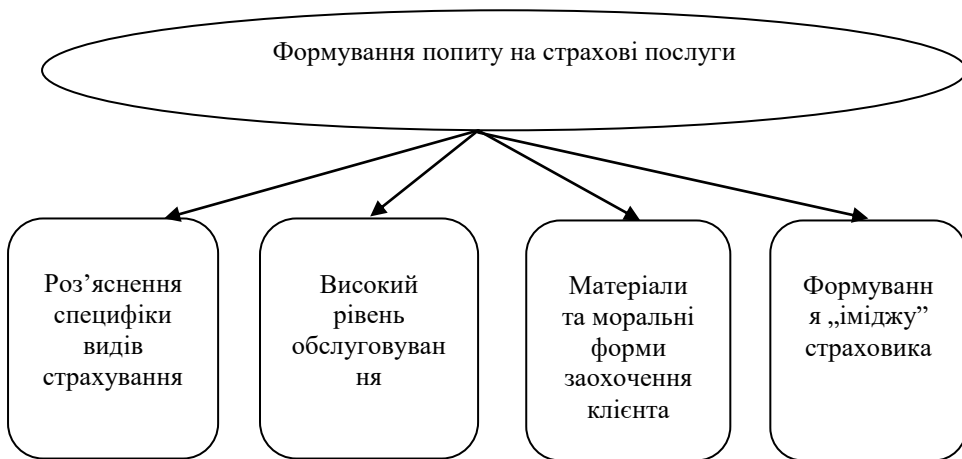 Формування попиту на страхові послуги
Роз’яснення
специфіки
видів
страхування
Високий
рівень
обслуговуван
ня
Матеріали
та моральні
форми
заохочення
клієнта
Формуванн
я „іміджу”
страховика